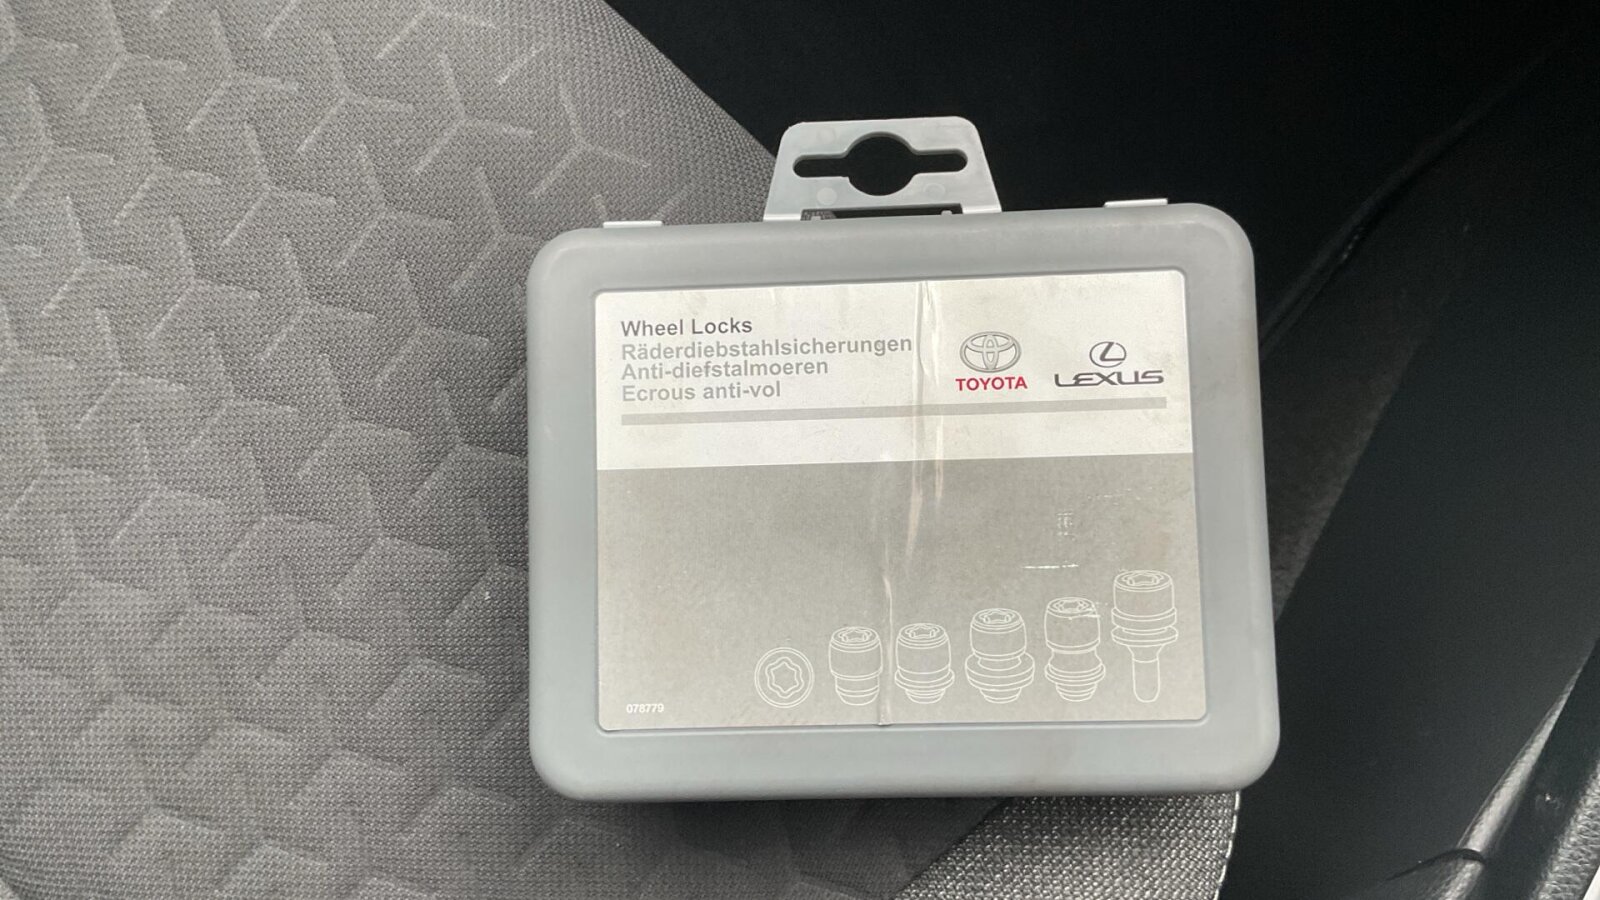 Wheel Locks
Räderdiebstahlsicherungen
Anti-diefstalmoeren
Ecrous anti-vol
TOYOTA
LEXUS
078779